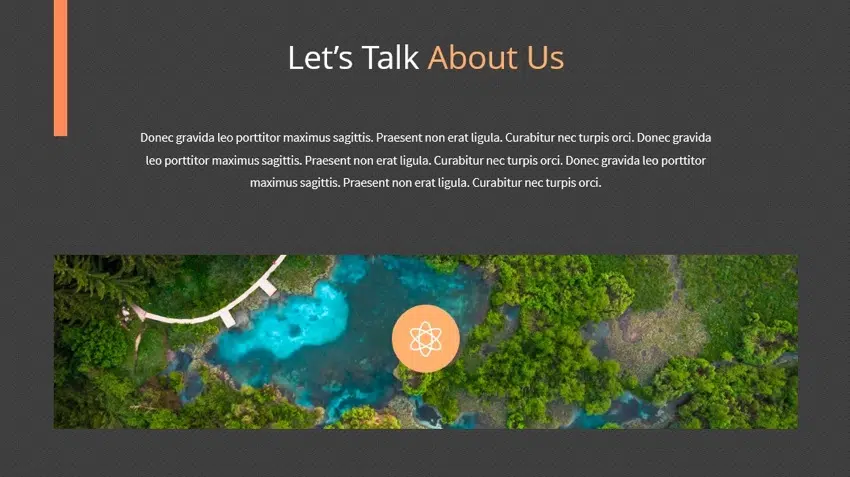 Let's Talk About Us
Donec gravida leo porttitor maximus sagittis. Praesent non erat ligula. Curabitur nec turpis orci. Donec gravida
leo porttitor maximus sagittis. Praesent non erat ligula. Curabitur nec turpis orci. Donec gravida leo porttitor
maximus sagittis. Praesent non erat ligula. Curabitur nec turpis orci.